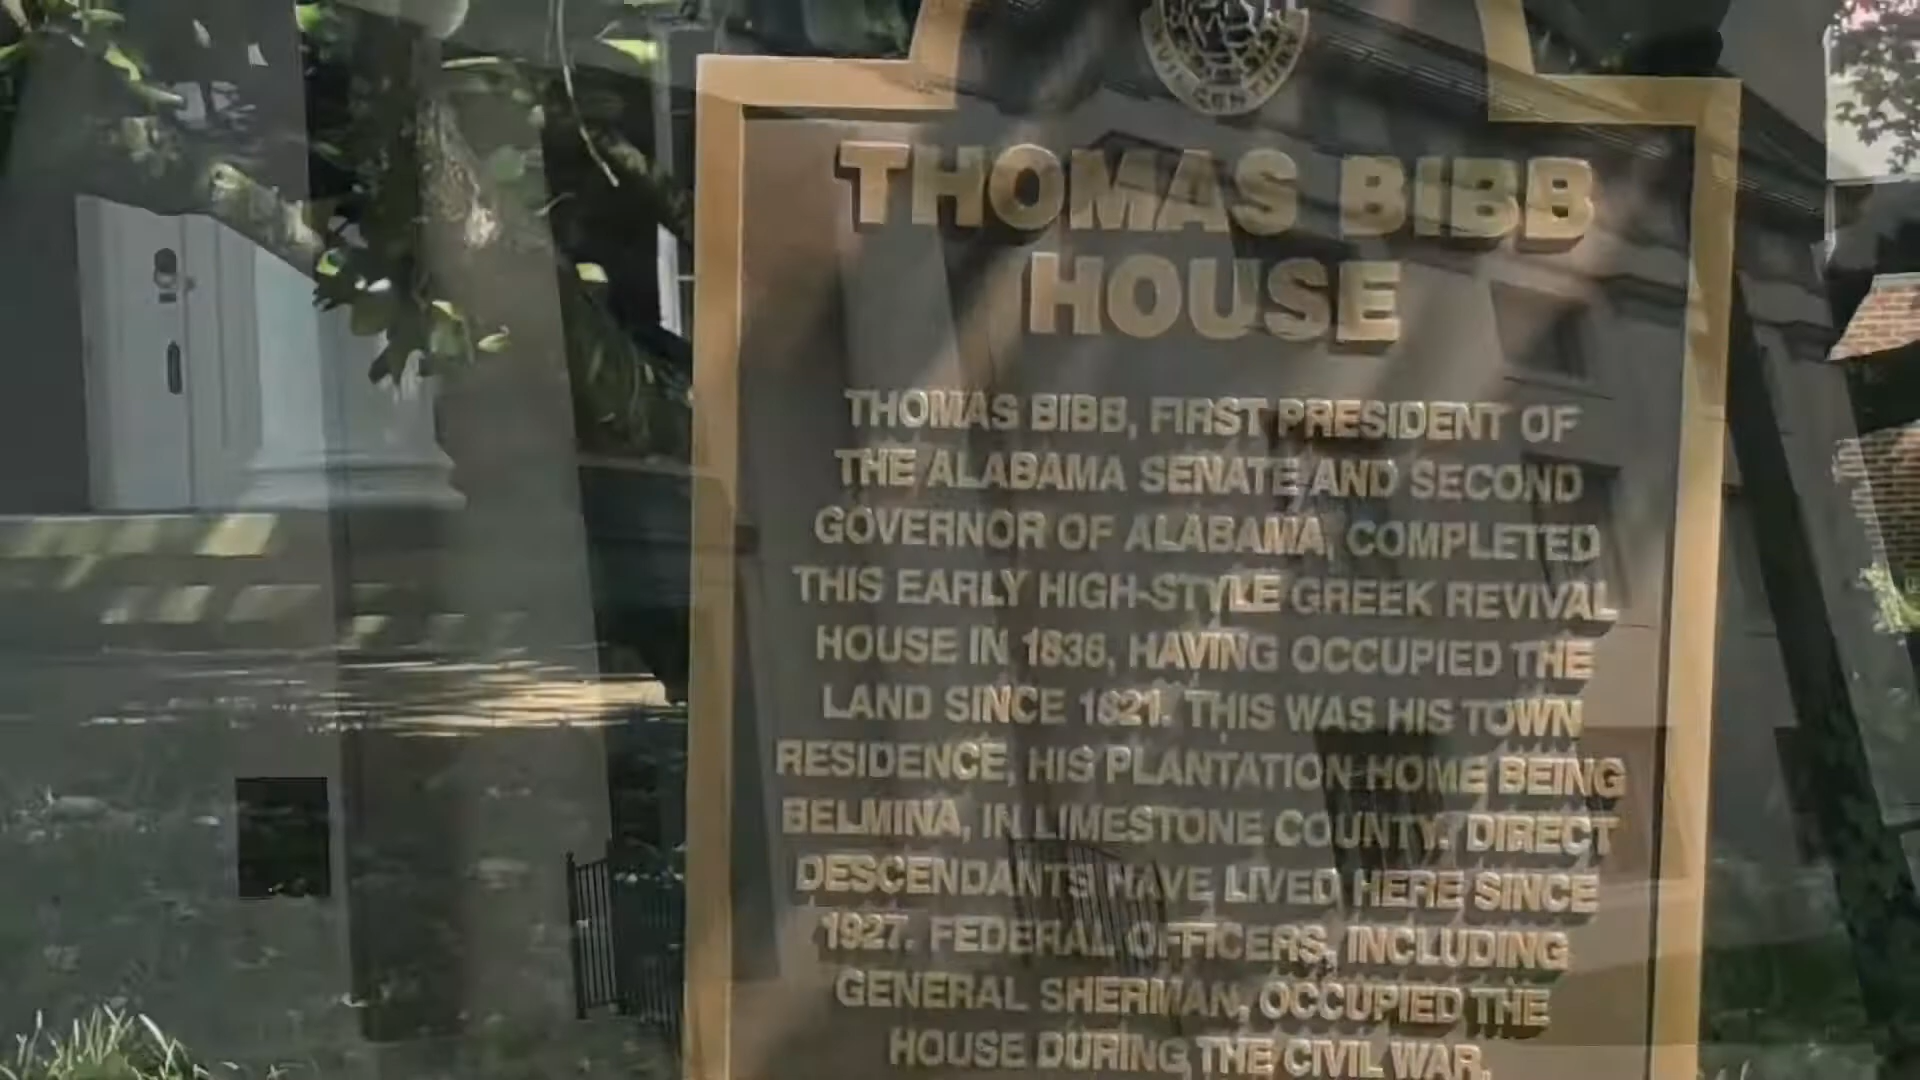 THOMAS BIBB
HOUSE
THOMAS BIBB, FIRST PRESIDENT OF
THE ALABAMA SENATE AND SECOND
GOVERNOR OF ALABAMA, COMPLETED
THIS EARLY HIGH-STYLE GREEK REVIVAL
HOUSE IN 1836, HAVING OCCUPIED THE
LAND SINCE 1821. THIS WAS HIS TOWN
RESIDENCE, HIS PLANTATION HOME BEING
BELMINA, IN LIMESTONE COUNTY. DIRECT
DESCENDANTS HAVE LIVED HERE SINCE
1927. FEDERAL OFFICERS, INCLUDING
GENERAL SHERMAN, OCCUPIED THE
HOUSE DURING THE CIVIL WAR.